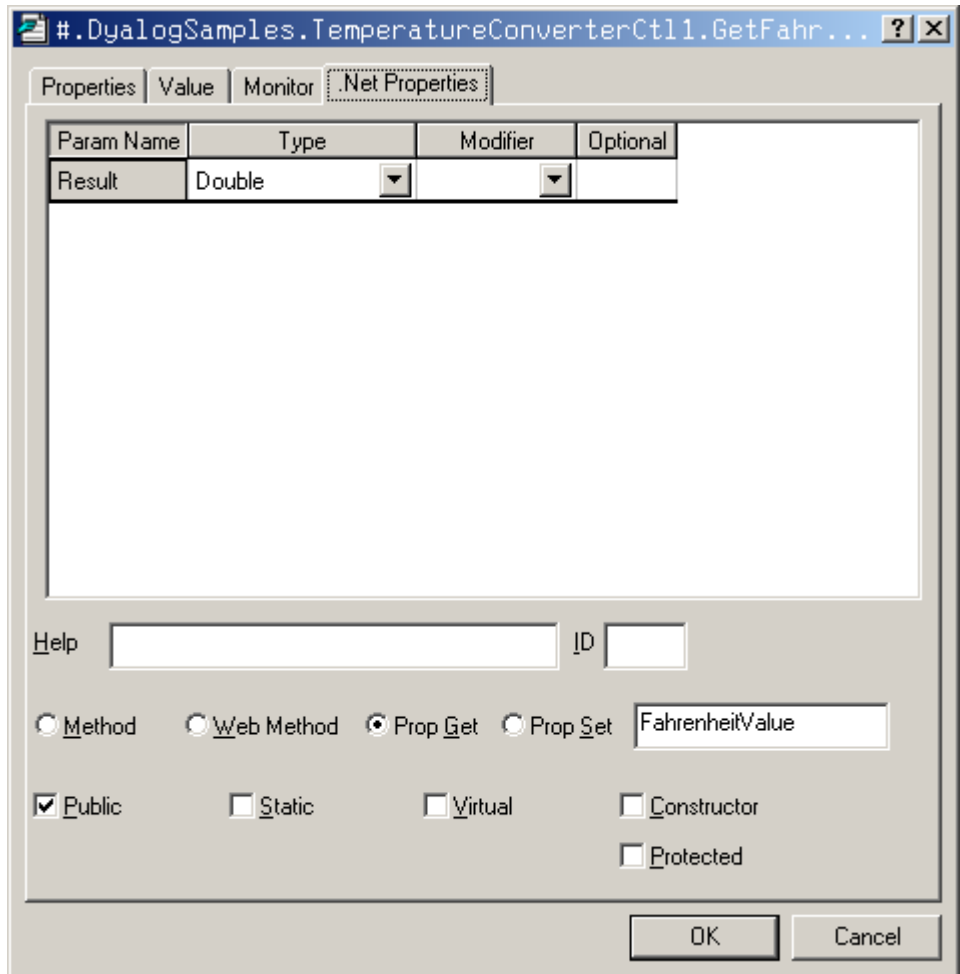 #.DyalogSamples.TemperatureConverterCtl1.GetFahr... ? X
Properties Value Monitor .Net Properties
Param Name Type Modifier Optional
Result Double
Help ID
Method Web Method Prop Get Prop Set FahrenheitValue
Public Static Virtual Constructor
Protected
OK Cancel